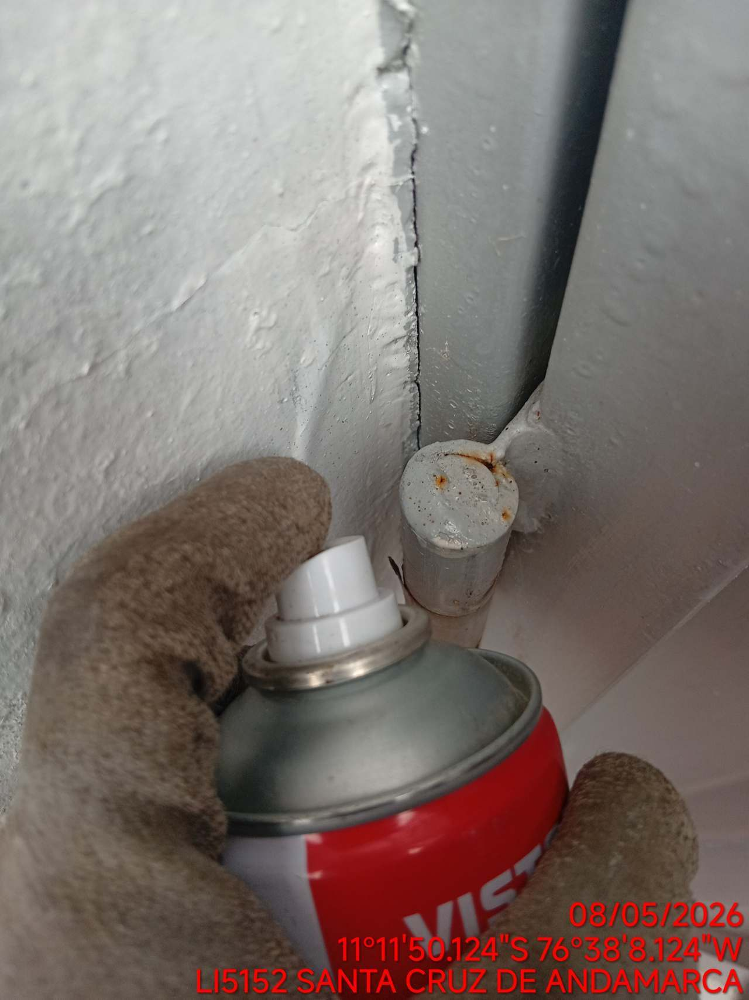 08/05/2026
11°11'50.124"S 76°38'8.124"W
LI5152 SANTA CRUZ DE ANDAMARCA